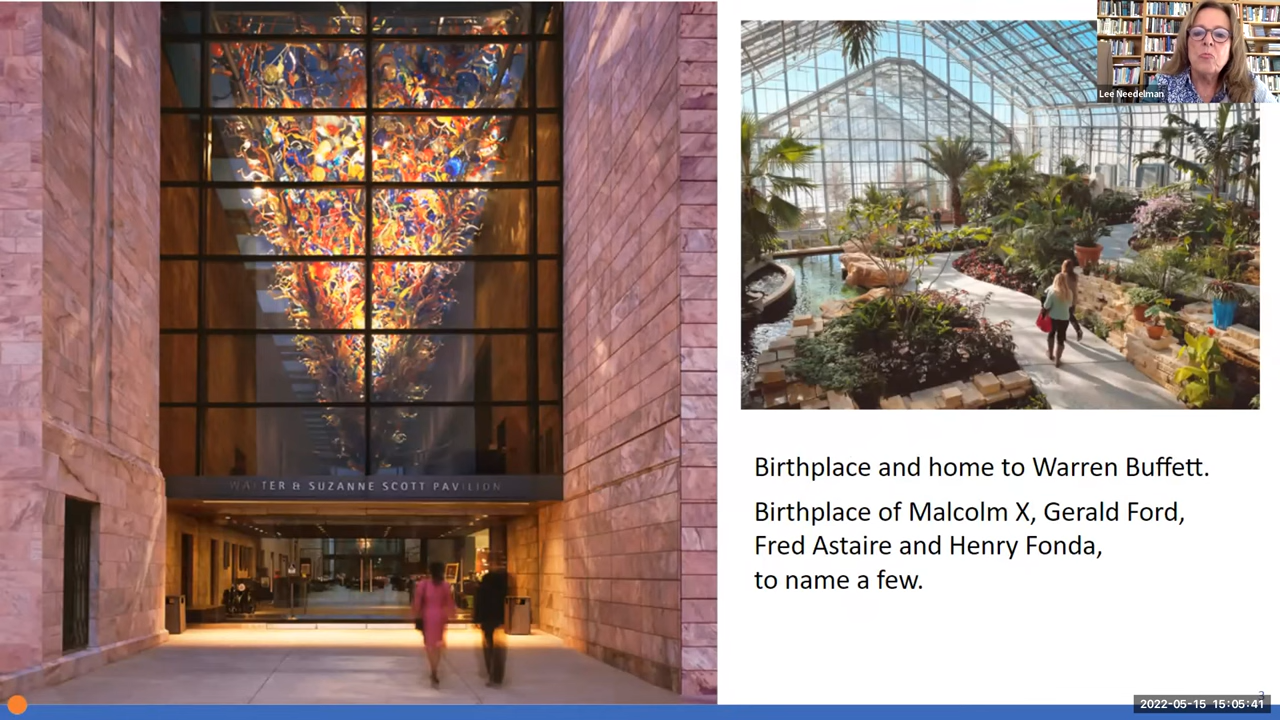 Lee Needelman
WALTER & SUZANNE SCOTT PAVILION
Birthplace and home to Warren Buffett.
Birthplace of Malcolm X, Gerald Ford,
Fred Astaire and Henry Fonda,
to name a few.
3
2022-05-15 15:05:41